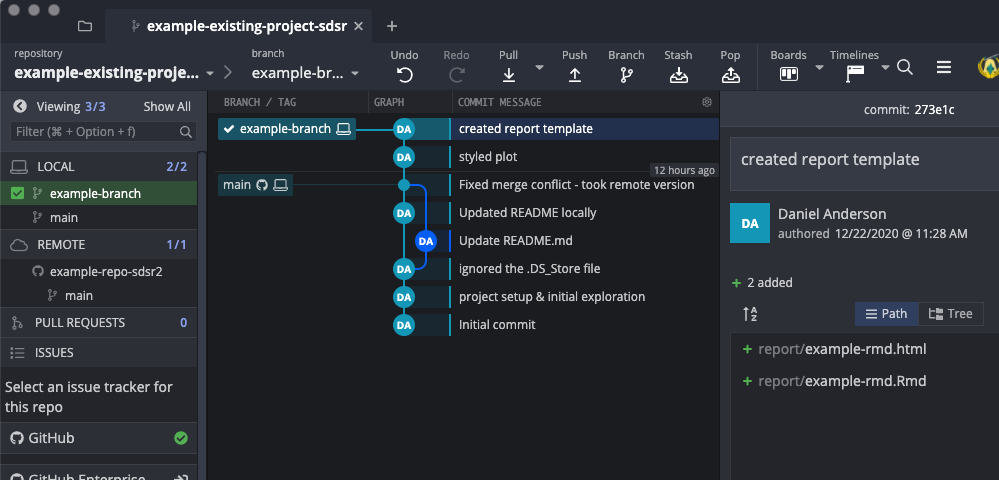 example-existing-project-sdsr
repository
example-existing-proje...
branch
example-br...
Undo
Redo
Pull
Push
Branch
Stash
Pop
Boards
Timelines
Viewing 3/3
Show All
Filter (⌘ + Option + f)
LOCAL 2/2
example-branch
main
REMOTE 1/1
example-repo-sdsr2
main
PULL REQUESTS 0
ISSUES
Select an issue tracker for
this repo
GitHub
GitHub Enterprise
BRANCH / TAG
GRAPH
COMMIT MESSAGE
example-branch
DA
created report template
DA
styled plot
12 hours ago
main
Fixed merge conflict - took remote version
DA
Updated README locally
DA
Update README.md
DA
ignored the .DS_Store file
DA
project setup & initial exploration
DA
Initial commit
commit: 273e1c
created report template
DA
Daniel Anderson
authored 12/22/2020 @ 11:28 AM
2 added
A
Z
Path
Tree
report/example-rmd.html
report/example-rmd.Rmd